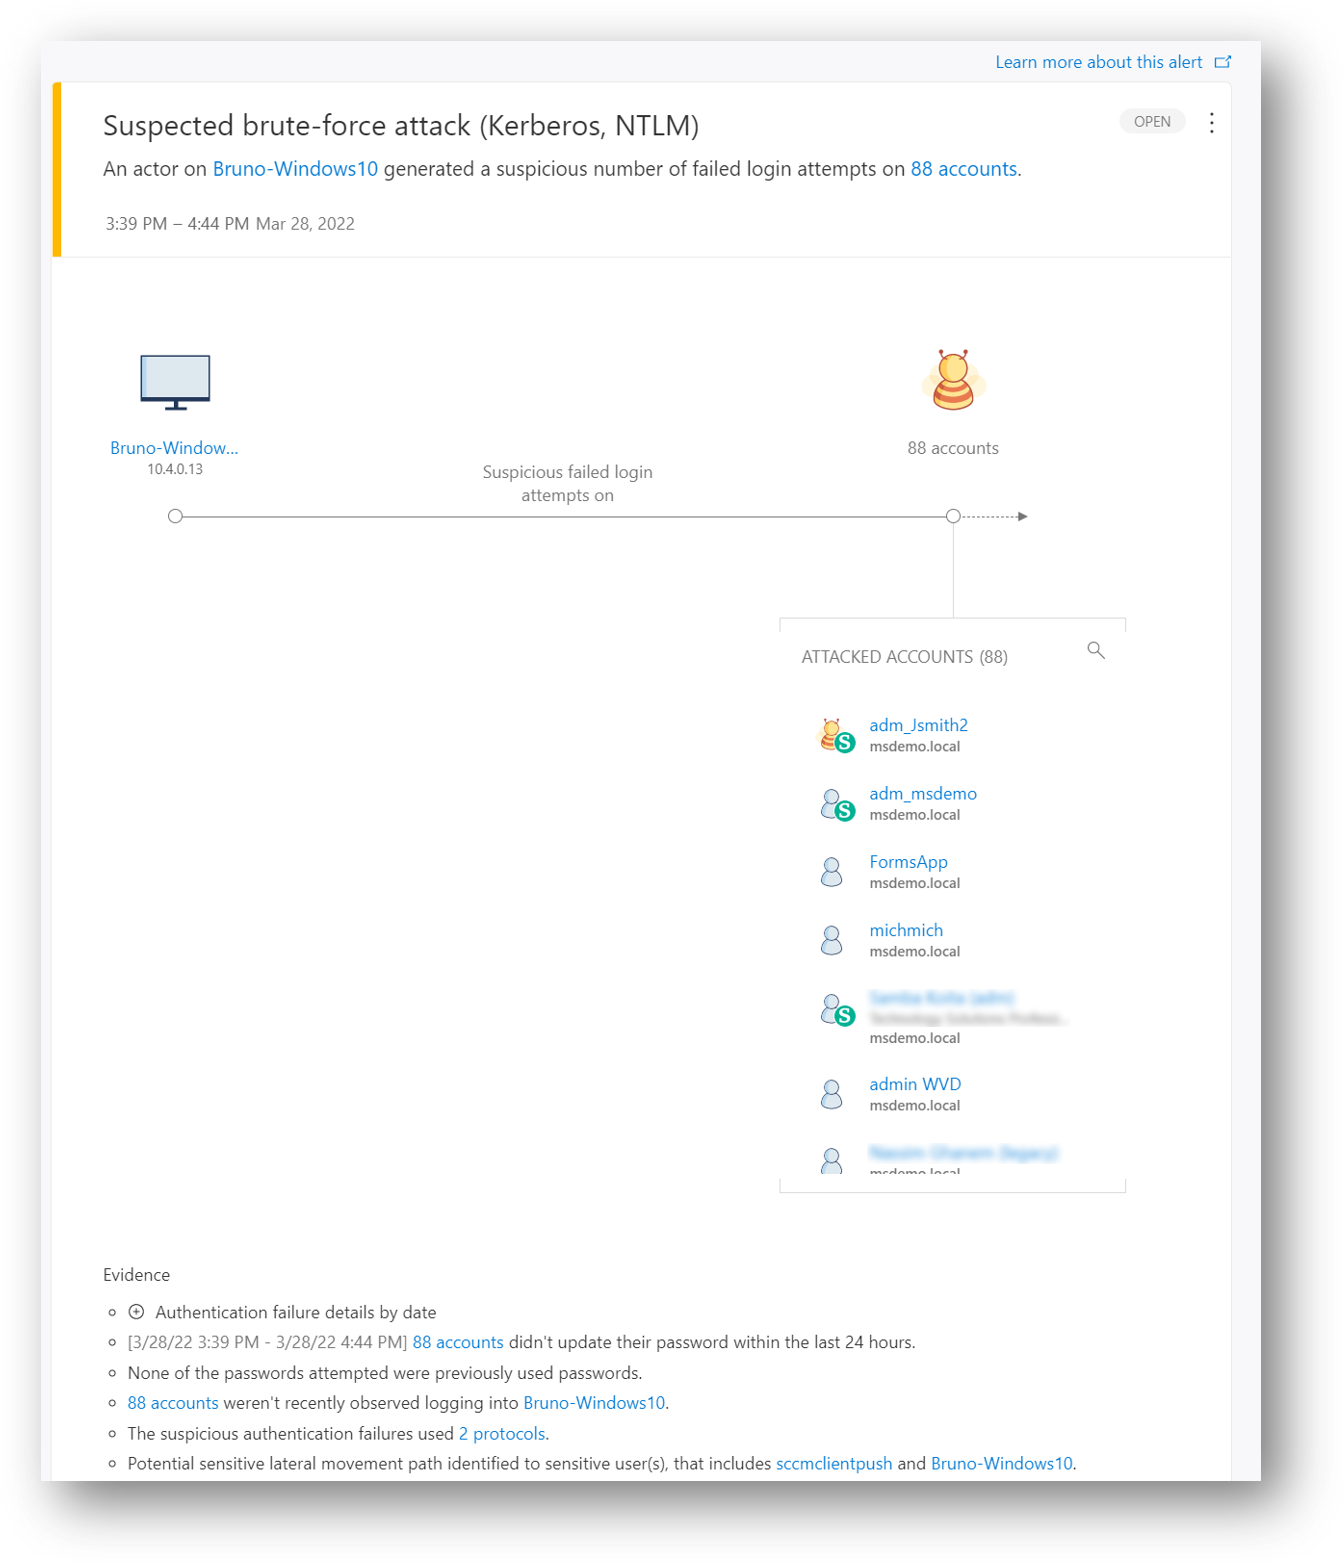 Learn more about this alert
Suspected brute-force attack (Kerberos, NTLM)
OPEN
An actor on Bruno-Windows10 generated a suspicious number of failed login attempts on 88 accounts.
3:39 PM – 4:44 PM Mar 28, 2022
Bruno-Window...
10.4.0.13
Suspicious failed login
attempts on
88 accounts
ATTACKED ACCOUNTS (88)
adm_Jsmith2
S
msdemo.local
adm_msdemo
S
msdemo.local
FormsApp
msdemo.local
michmich
msdemo.local
S
msdemo.local
admin WVD
msdemo.local
msdemo.local
Evidence
Authentication failure details by date
[3/28/22 3:39 PM - 3/28/22 4:44 PM] 88 accounts didn't update their password within the last 24 hours.
None of the passwords attempted were previously used passwords.
88 accounts weren't recently observed logging into Bruno-Windows10.
The suspicious authentication failures used 2 protocols.
Potential sensitive lateral movement path identified to sensitive user(s), that includes sccmclientpush and Bruno-Windows10.